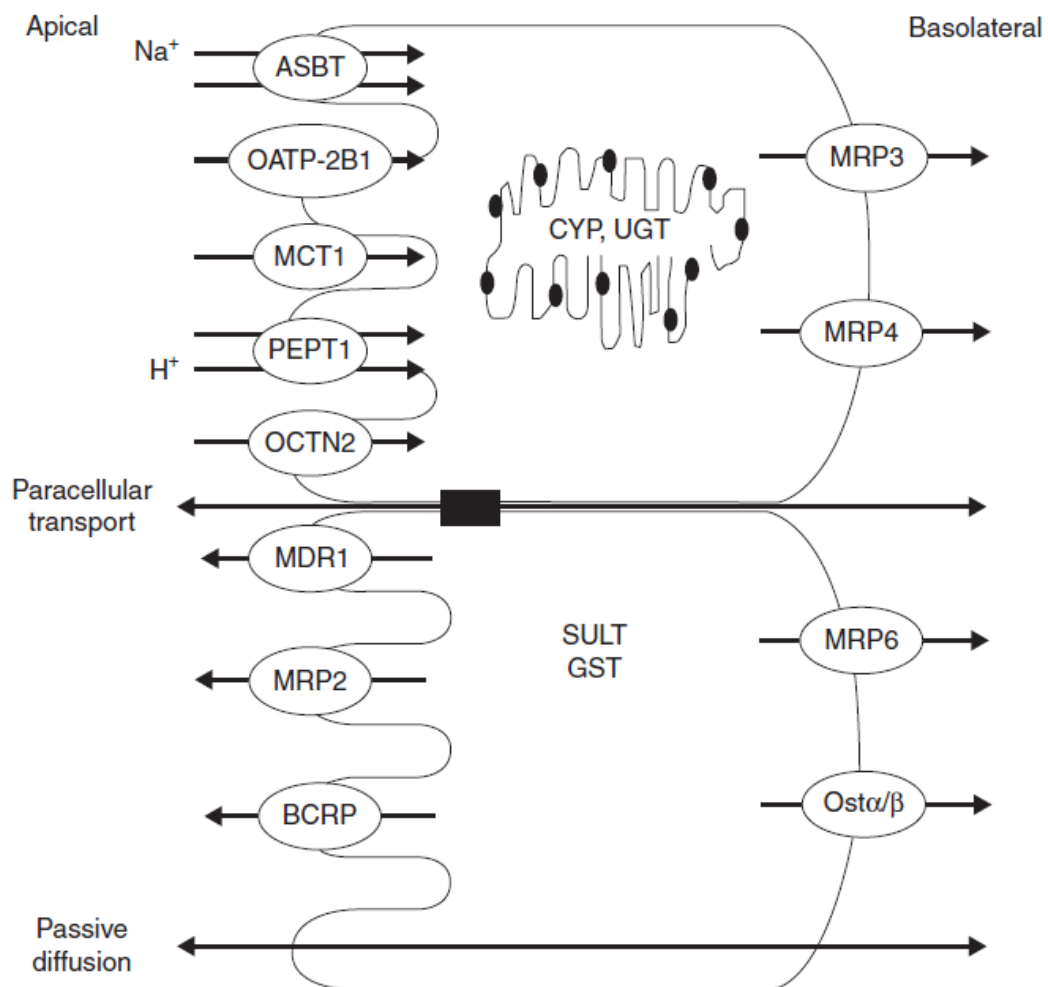 Apical
Basolateral
Na⁺
ASBT
OATP-2B1
MRP3
CYP, UGT
MCT1
MRP4
PEPT1
H⁺
OCTN2
Paracellular
transport
MDR1
SULT
GST
MRP6
MRP2
Ostα/β
BCRP
Passive
diffusion